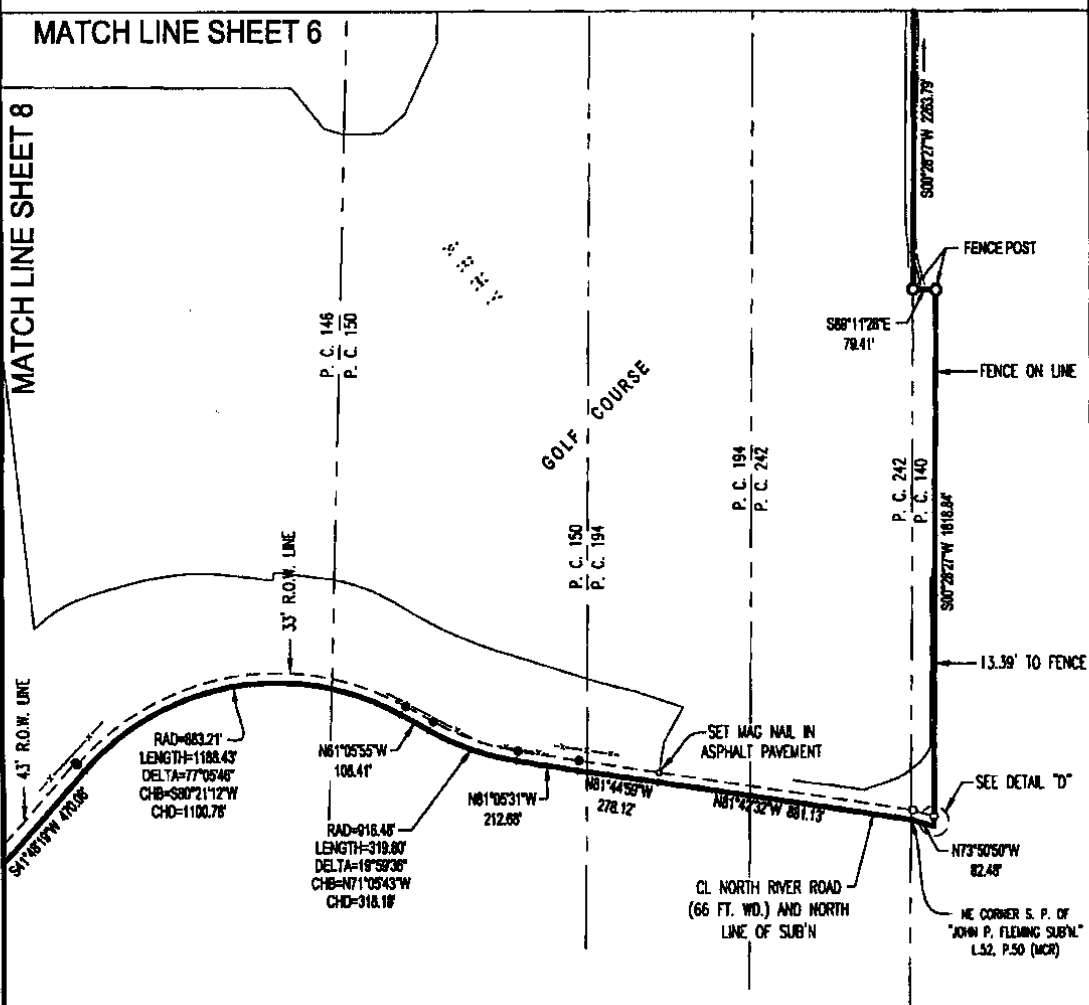 MATCH LINE SHEET 6
MATCH LINE SHEET 8
S00°28'27"W 2263.79'
FENCE POST
S89°11'28"E
79.41'
FENCE ON LINE
ARMY
GOLF COURSE
P. C. 146
P. C. 150
P. C. 150
P. C. 194
P. C. 194
P. C. 242
P. C. 242
P. C. 140
S00°28'27"W 1818.84'
13.39' TO FENCE
33' R.O.W. LINE
43' R.O.W. LINE
S41°48'19"W 470.06'
RAD=883.21'
LENGTH=1188.43'
DELTA=77°05'46"
CHB=S80°21'12"W
CHD=1100.76'
N61°05'55"W
108.41'
RAD=916.48'
LENGTH=319.80'
DELTA=19°59'36"
CHB=N71°05'43"W
CHD=318.18'
N81°05'31"W
212.68'
N81°44'59"W
278.12'
SET MAG NAIL IN
ASPHALT PAVEMENT
N81°42'32"W 881.13'
SEE DETAIL "D"
N73°50'50"W
82.48'
CL NORTH RIVER ROAD
(66 FT. WD.) AND NORTH
LINE OF SUB'N
NE CORNER S. P. OF
"JOHN P. FLEMING SUB'N."
L.52, P.50 (MCR)